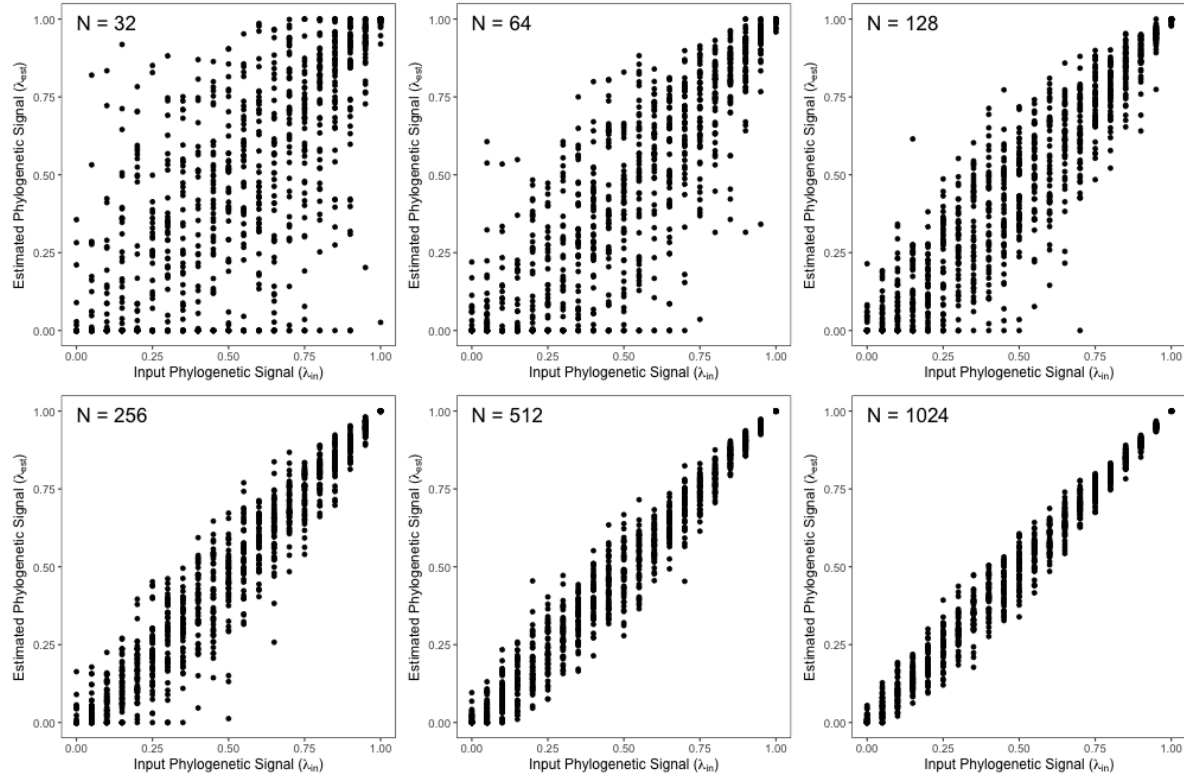 N = 32
1.00
0.75
0.50
0.25
0.00
Estimated Phylogenetic Signal (λest)
0.00 0.25 0.50 0.75 1.00
Input Phylogenetic Signal (λin)
N = 64
1.00
0.75
0.50
0.25
0.00
Estimated Phylogenetic Signal (λest)
0.00 0.25 0.50 0.75 1.00
Input Phylogenetic Signal (λin)
N = 128
1.00
0.75
0.50
0.25
0.00
Estimated Phylogenetic Signal (λest)
0.00 0.25 0.50 0.75 1.00
Input Phylogenetic Signal (λin)
N = 256
1.00
0.75
0.50
0.25
0.00
Estimated Phylogenetic Signal (λest)
0.00 0.25 0.50 0.75 1.00
Input Phylogenetic Signal (λin)
N = 512
1.00
0.75
0.50
0.25
0.00
Estimated Phylogenetic Signal (λest)
0.00 0.25 0.50 0.75 1.00
Input Phylogenetic Signal (λin)
N = 1024
1.00
0.75
0.50
0.25
0.00
Estimated Phylogenetic Signal (λest)
0.00 0.25 0.50 0.75 1.00
Input Phylogenetic Signal (λin)